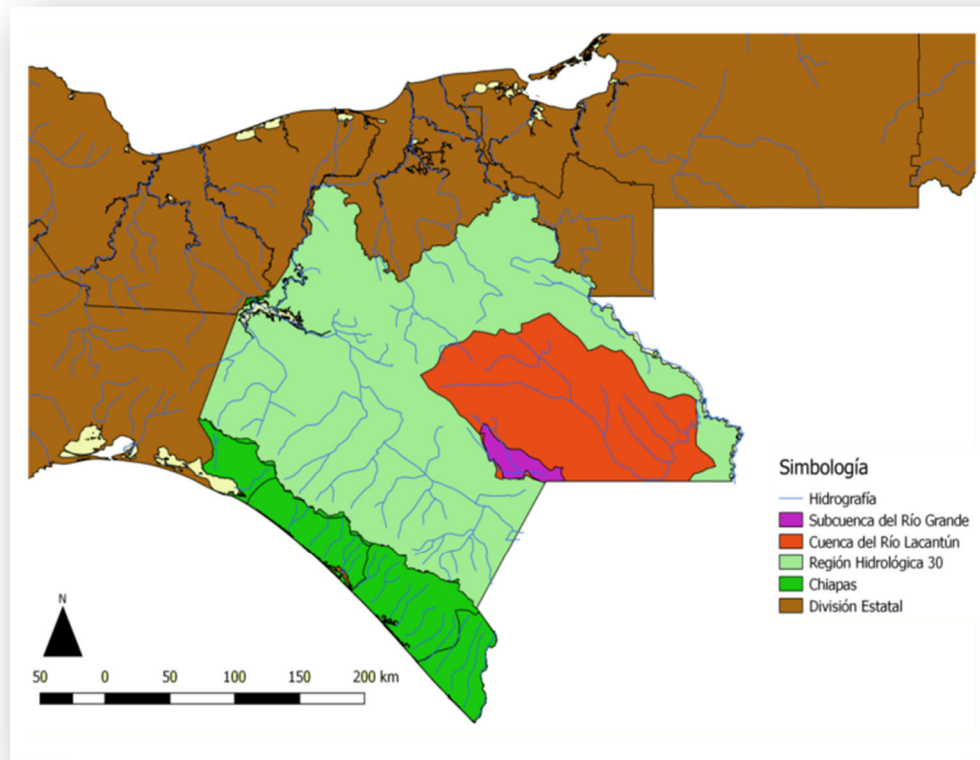 Simbología
Hidrografía
Subcuenca del Río Grande
Cuenca del Río Lacantún
Región Hidrológica 30
Chiapas
División Estatal
N
50 0 50 100 150 200 km